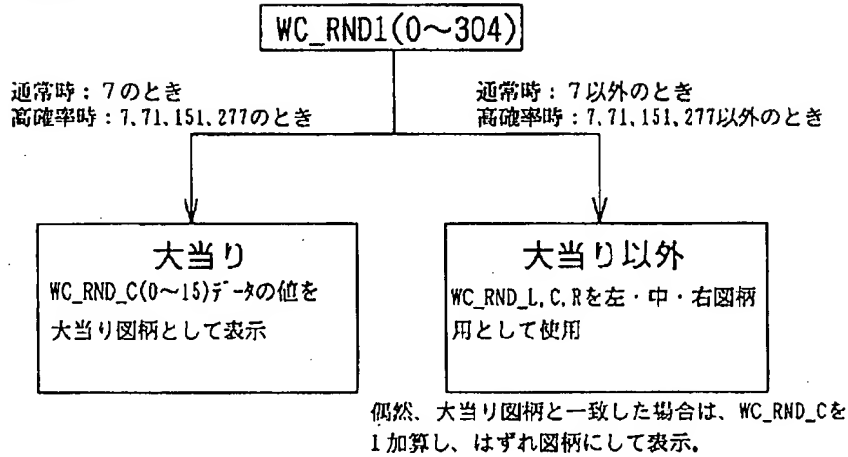 WC_RND1(0～304)
通常時：7のとき
高確率時：7,71,151,277のとき
通常時：7以外のとき
高確率時：7,71,151,277以外のとき
大当り
WC_RND_C(0～15)ﾃﾞｰﾀの値を
大当り図柄として表示
大当り以外
WC_RND_L,C,Rを左・中・右図柄
用として使用
偶然、大当り図柄と一致した場合は、WC_RND_Cを
1加算し、はずれ図柄にして表示。